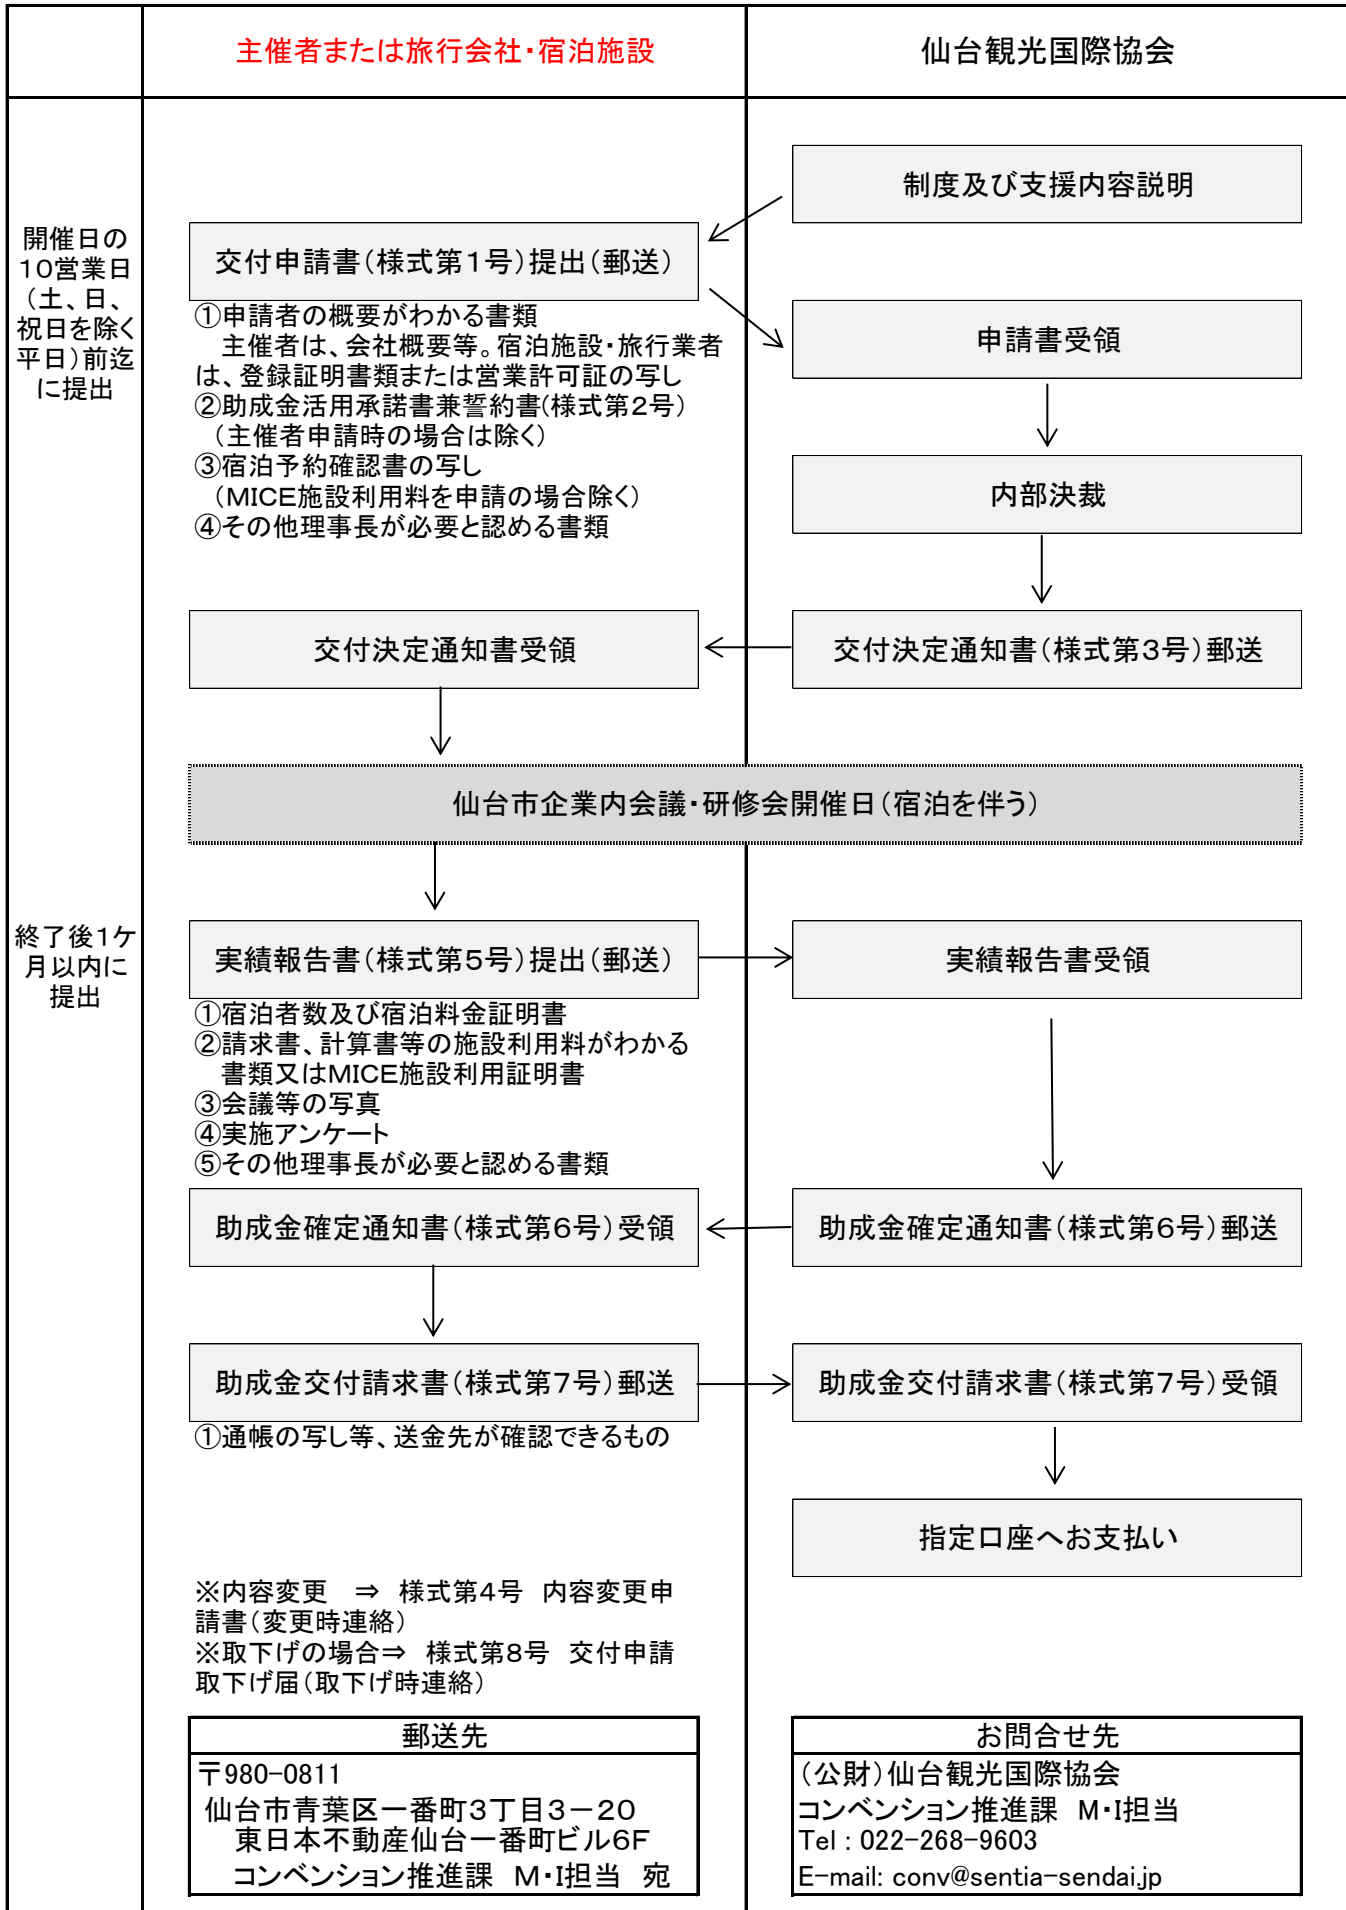 主催者または旅行会社・宿泊施設
仙台観光国際協会
開催日の
10営業日
（土、日、
祝日を除く
平日）前迄
に提出
制度及び支援内容説明
交付申請書（様式第1号）提出（郵送）
①申請者の概要がわかる書類
　主催者は、会社概要等。宿泊施設・旅行業者
は、登録証明書類または営業許可証の写し
②助成金活用承諾書兼誓約書(様式第2号)
（主催者申請時の場合は除く）
③宿泊予約確認書の写し
（MICE施設利用料を申請の場合除く）
④その他理事長が必要と認める書類
申請書受領
内部決裁
交付決定通知書受領
交付決定通知書（様式第3号）郵送
仙台市企業内会議・研修会開催日（宿泊を伴う）
終了後1ケ
月以内に
提出
実績報告書（様式第5号）提出（郵送）
実績報告書受領
①宿泊者数及び宿泊料金証明書
②請求書、計算書等の施設利用料がわかる
　書類又はMICE施設利用証明書
③会議等の写真
④実施アンケート
⑤その他理事長が必要と認める書類
助成金確定通知書（様式第6号）受領
助成金確定通知書（様式第6号）郵送
助成金交付請求書（様式第7号）郵送
助成金交付請求書（様式第7号）受領
①通帳の写し等、送金先が確認できるもの
指定口座へお支払い
※内容変更　⇒　様式第4号　内容変更申
請書（変更時連絡）
※取下げの場合⇒　様式第8号　交付申請
取下げ届（取下げ時連絡）
郵送先
〒980-0811
仙台市青葉区一番町3丁目3－20
東日本不動産仙台一番町ビル6F
コンベンション推進課　M・I担当　宛
お問合せ先
（公財）仙台観光国際協会
コンベンション推進課　M・I担当
Tel : 022-268-9603
E-mail: conv@sentia-sendai.jp